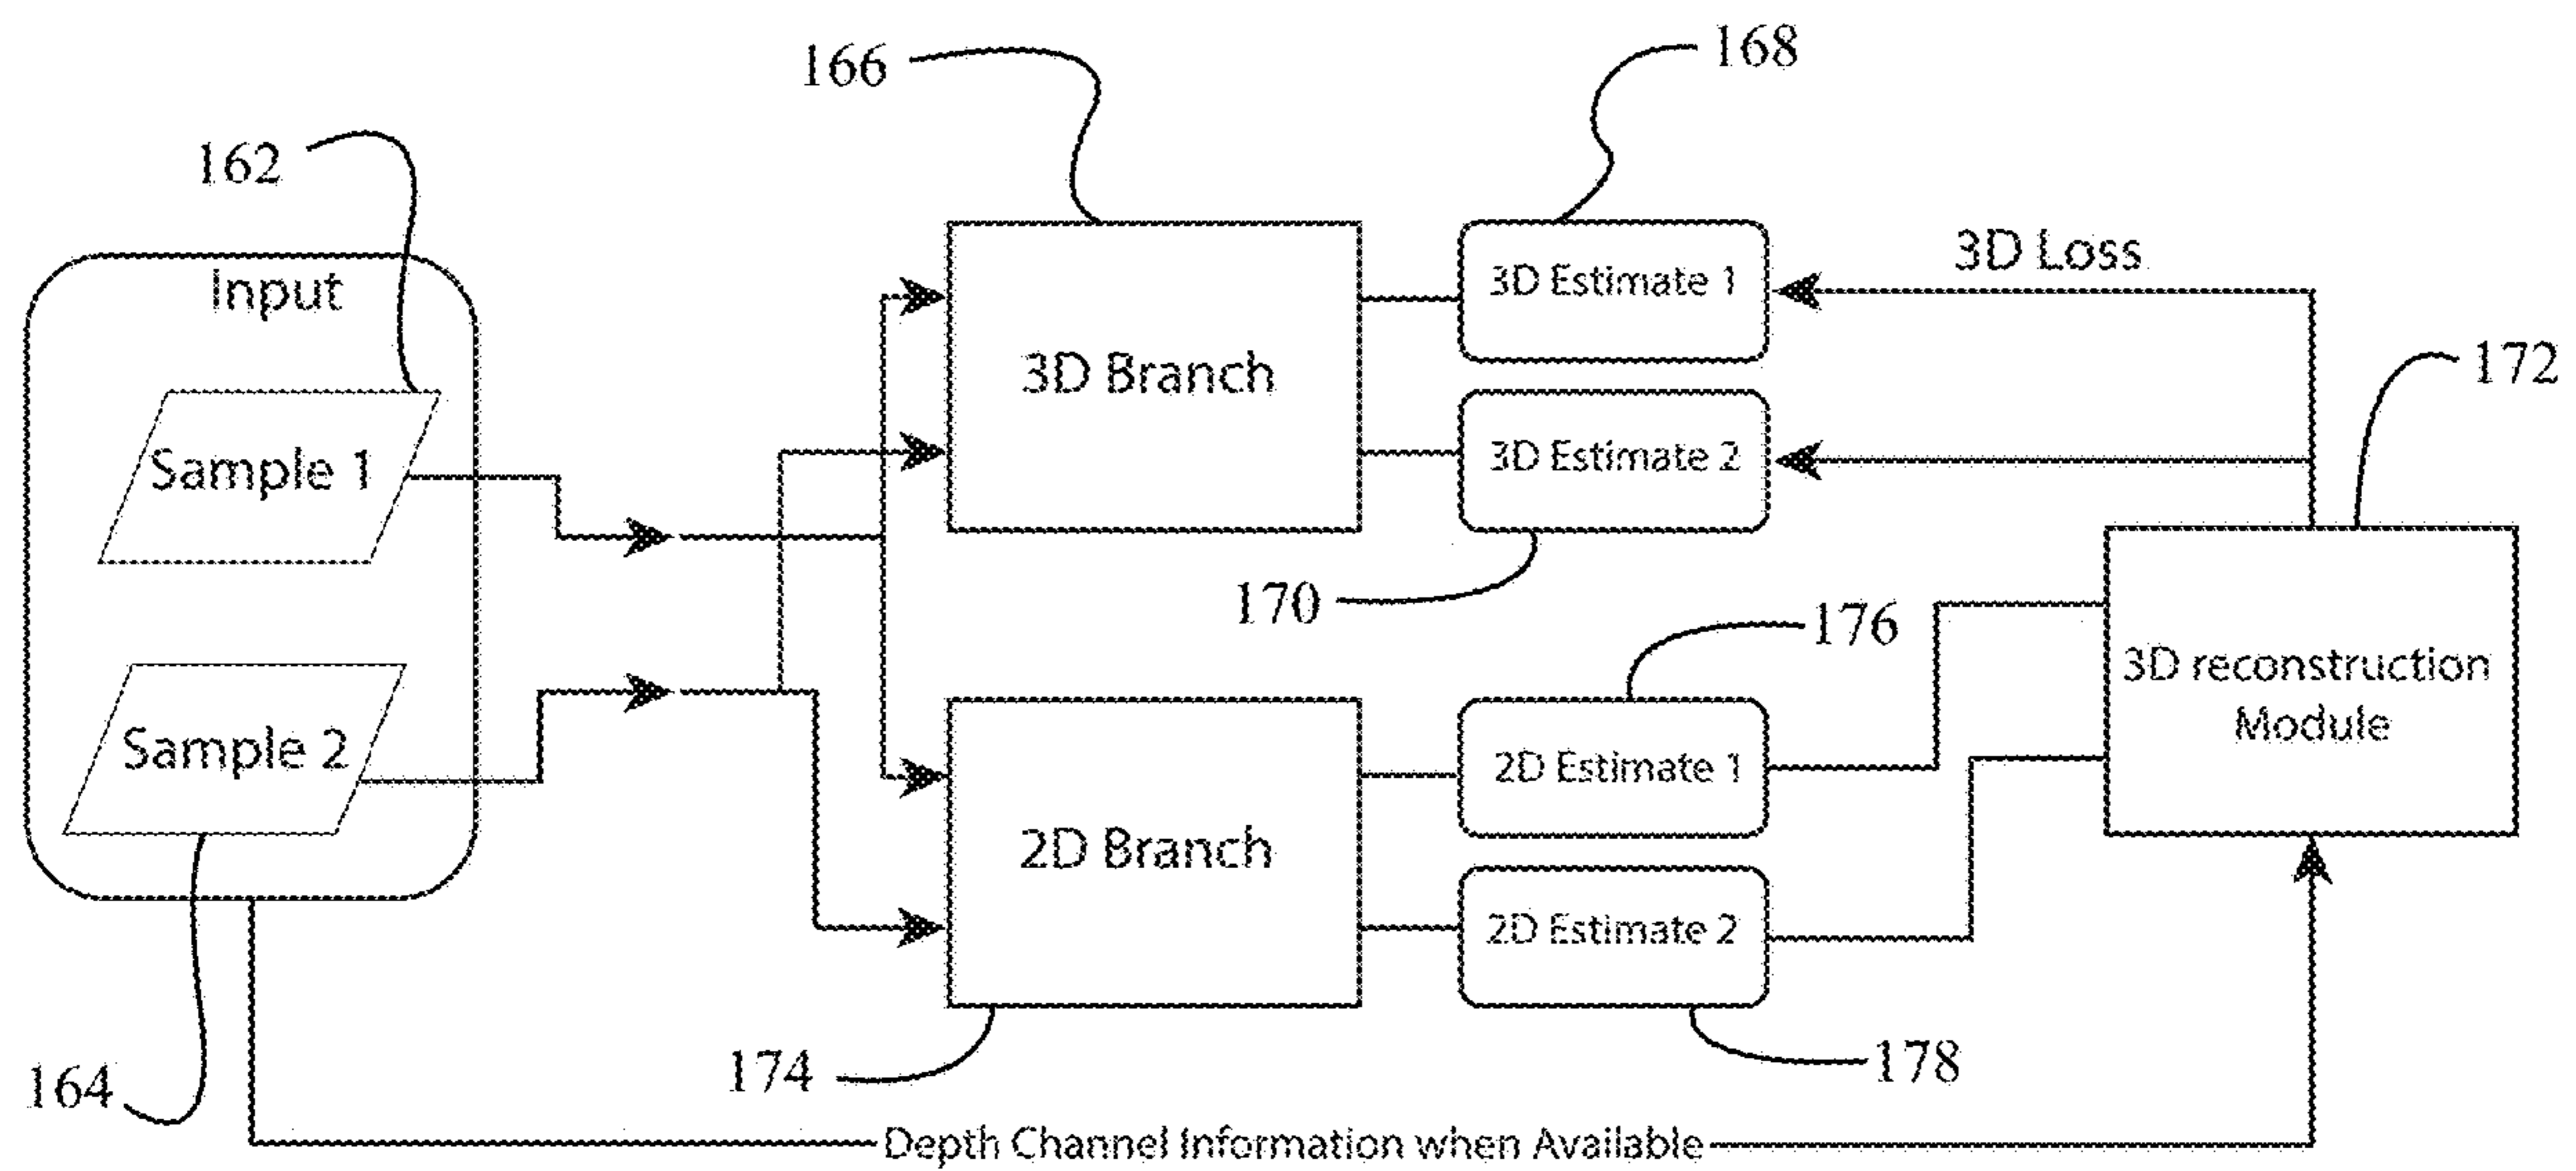 166
168
162
Input
3D Estimate 1
3D Loss
3D Branch
172
Sample 1
3D Estimate 2
170
176
3D reconstruction
Module
Sample 2
2D Estimate 1
2D Branch
2D Estimate 2
164
174
178
Depth Channel Information when Available